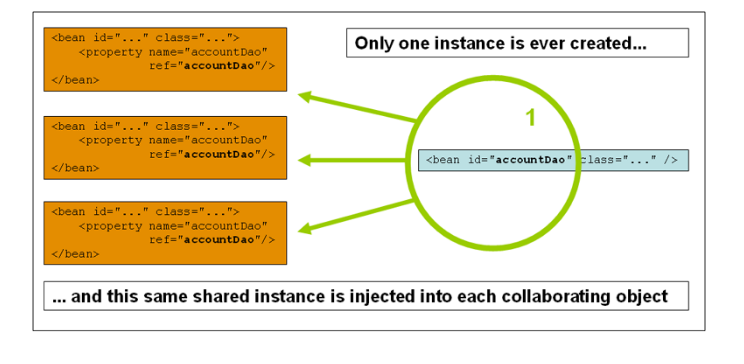 <bean id="..." class="...">
<property name="accountDao"
ref="accountDao"/>
</bean>
Only one instance is ever created...
1
<bean id="..." class="...">
<property name="accountDao"
ref="accountDao"/>
</bean>
<bean id="accountDao" class="..." />
<bean id="..." class="...">
<property name="accountDao"
ref="accountDao"/>
</bean>
... and this same shared instance is injected into each collaborating object